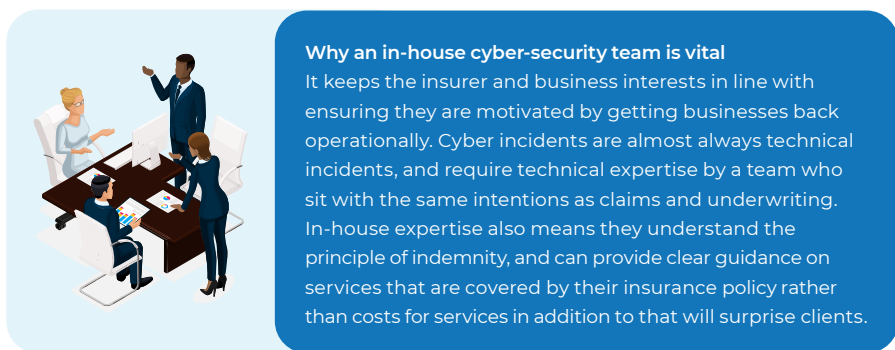 Why an in-house cyber-security team is vital
It keeps the insurer and business interests in line with
ensuring they are motivated by getting businesses back
operationally. Cyber incidents are almost always technical
incidents, and require technical expertise by a team who
sit with the same intentions as claims and underwriting.
In-house expertise also means they understand the
principle of indemnity, and can provide clear guidance on
services that are covered by their insurance policy rather
than costs for services in addition to that will surprise clients.